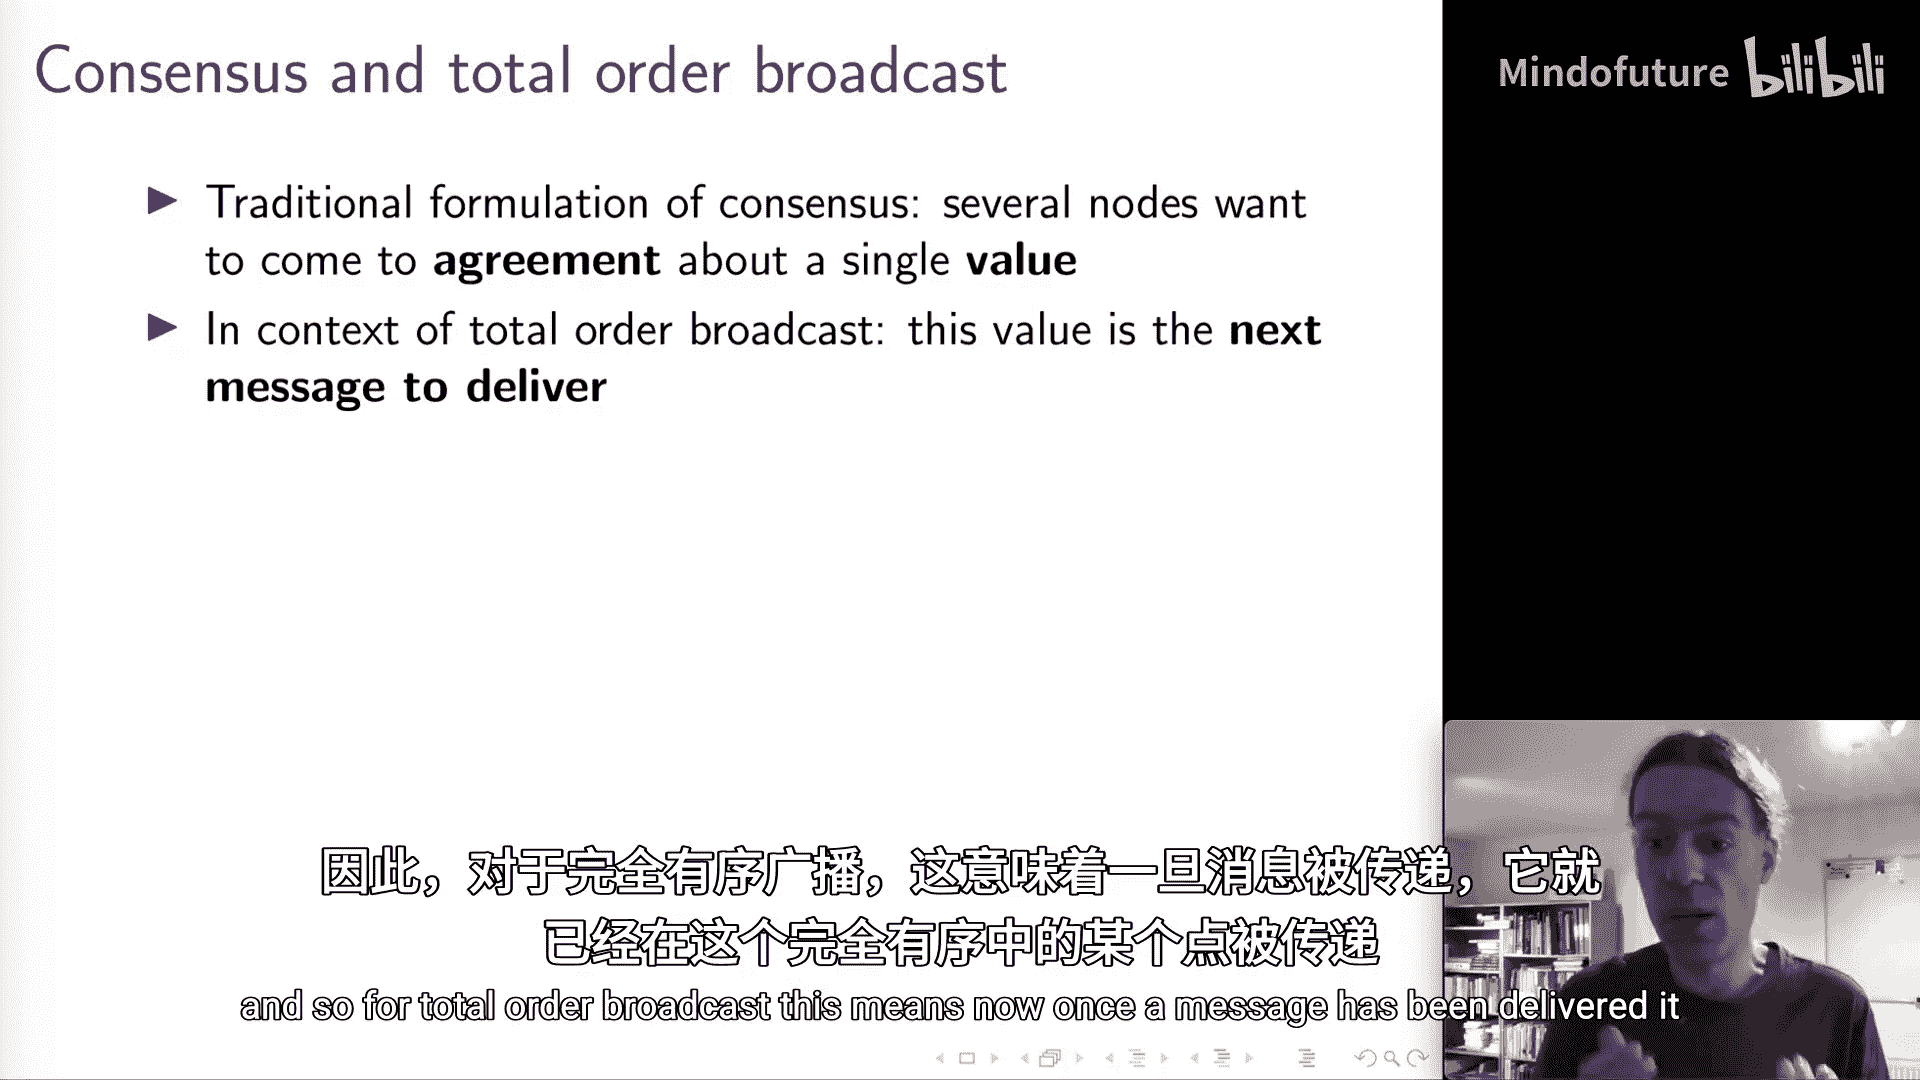 Consensus and total order broadcast
Mindofuture bilibili
Traditional formulation of consensus: several nodes want
to come to agreement about a single value
In context of total order broadcast: this value is the next
message to deliver
因此，对于完全有序广播，这意味着一旦消息被传递，它就
已经在这个完全有序中的某个点被传递
and so for total order broadcast this means now once a message has been delivered it